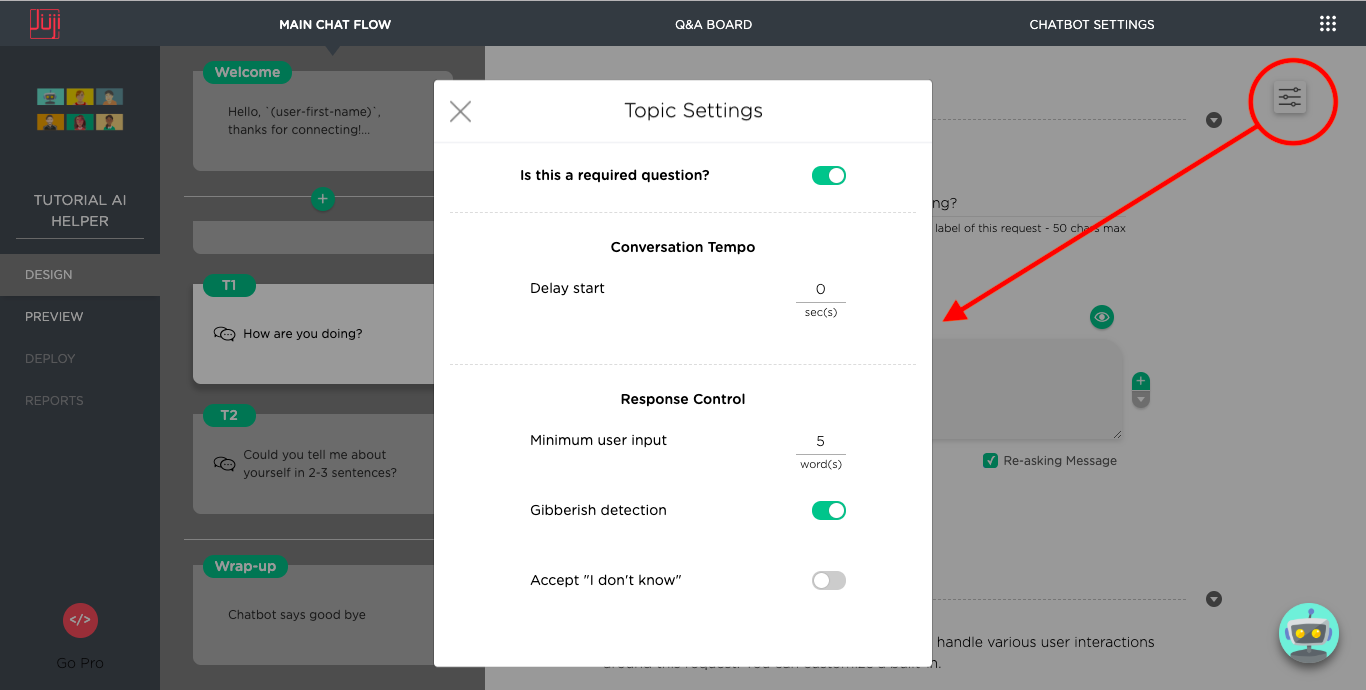 Juji
MAIN CHAT FLOW
Q&A BOARD
CHATBOT SETTINGS
TUTORIAL AI
HELPER
DESIGN
PREVIEW
DEPLOY
REPORTS
</>
Go Pro
Welcome
Hello, `(user-first-name)`,
thanks for connecting!...
+
T1
How are you doing?
T2
Could you tell me about
yourself in 2-3 sentences?
Wrap-up
Chatbot says good bye
Topic Settings
Is this a required question?
Conversation Tempo
Delay start
0
sec(s)
Response Control
Minimum user input
5
word(s)
Gibberish detection
Accept "I don't know"
ng?
label of this request - 50 chars max
+
Re-asking Message
handle various user interactions